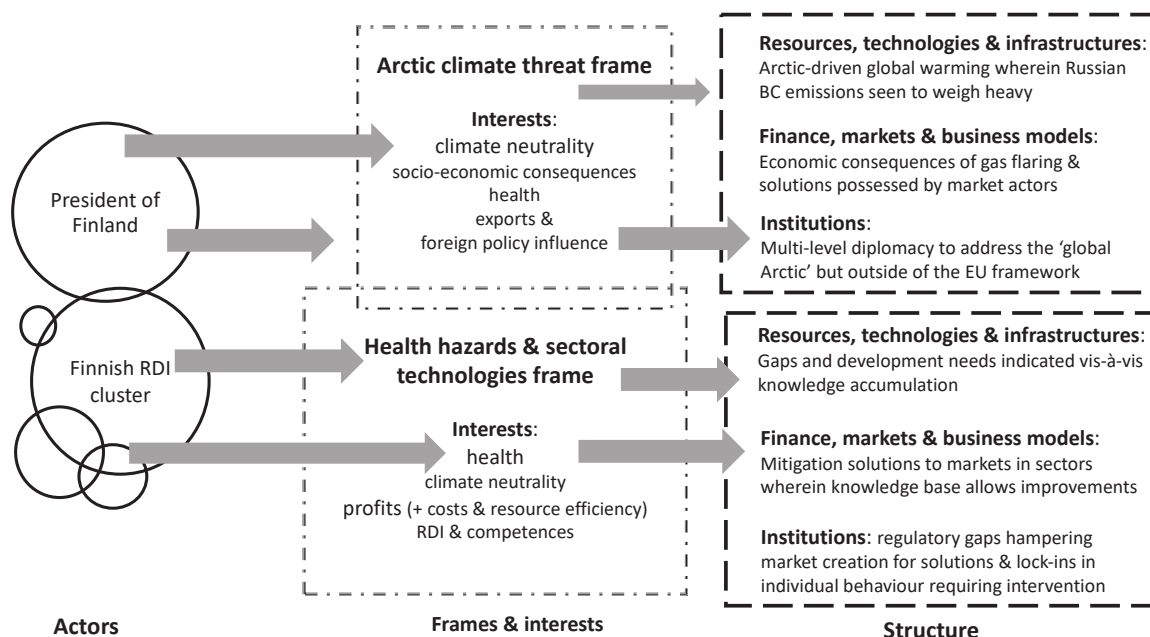 President of
Finland
Finnish RDI
cluster
Actors
Arctic climate threat frame
Interests:
climate neutrality
socio-economic consequences
health
exports &
foreign policy influence
Health hazards & sectoral
technologies frame
Interests:
health
climate neutrality
profits (+ costs & resource efficiency)
RDI & competences
Frames & interests
Resources, technologies & infrastructures:
Arctic-driven global warming wherein Russian
BC emissions seen to weigh heavy
Finance, markets & business models:
Economic consequences of gas flaring &
solutions possessed by market actors
Institutions:
Multi-level diplomacy to address the ‘global
Arctic’ but outside of the EU framework
Resources, technologies & infrastructures:
Gaps and development needs indicated vis-à-vis
knowledge accumulation
Finance, markets & business models:
Mitigation solutions to markets in sectors
wherein knowledge base allows improvements
Institutions: regulatory gaps hampering
market creation for solutions & lock-ins in
individual behaviour requiring intervention
Structure